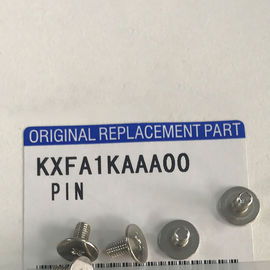 ORIGINAL REPLACEMENT PART
KXFA1KAAA00
PIN